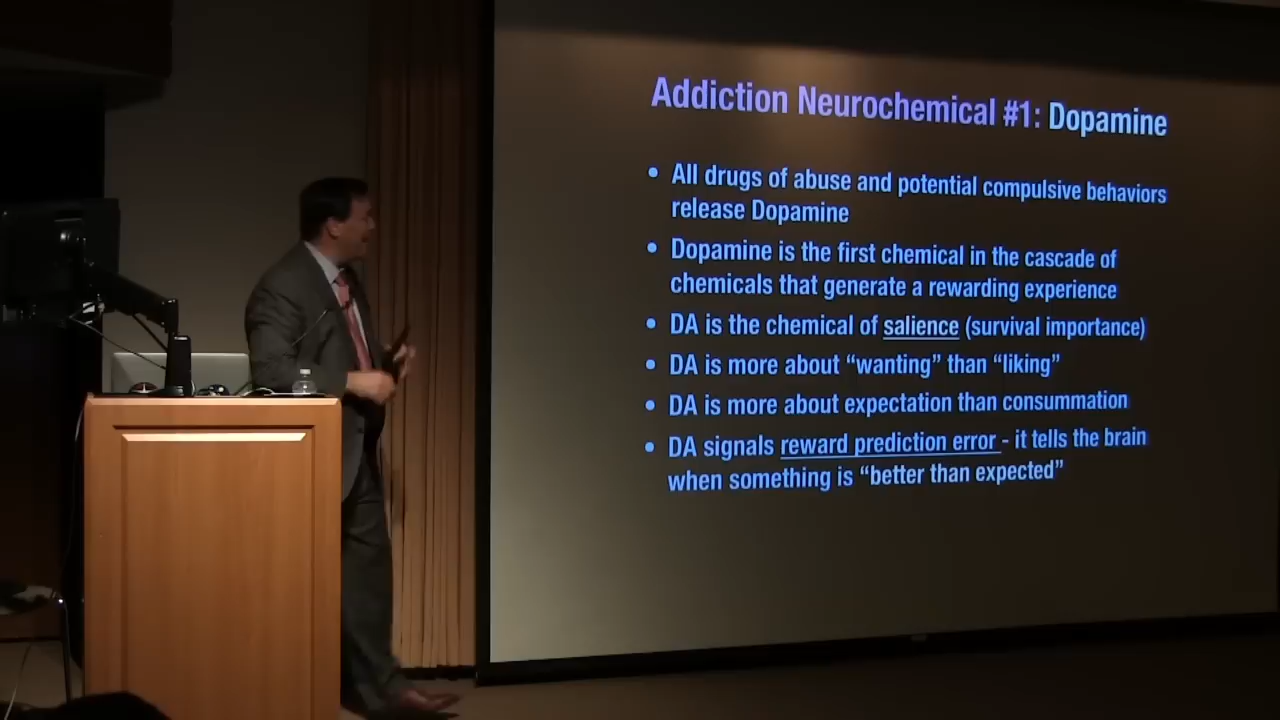 Addiction Neurochemical #1: Dopamine
• All drugs of abuse and potential compulsive behaviors
release Dopamine
• Dopamine is the first chemical in the cascade of
chemicals that generate a rewarding experience
• DA is the chemical of salience (survival importance)
• DA is more about “wanting” than “liking”
• DA is more about expectation than consummation
• DA signals reward prediction error - it tells the brain
when something is “better than expected”